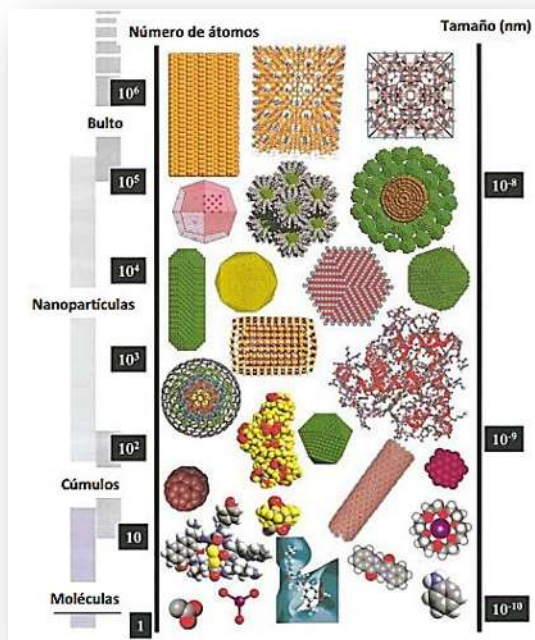 Número de átomos
Tamaño (nm)
10⁶
Bulto
10⁵
10⁻⁸
10⁴
Nanopartículas
10³
10²
10⁻⁹
Cúmulos
10
Moléculas
1
10⁻¹⁰